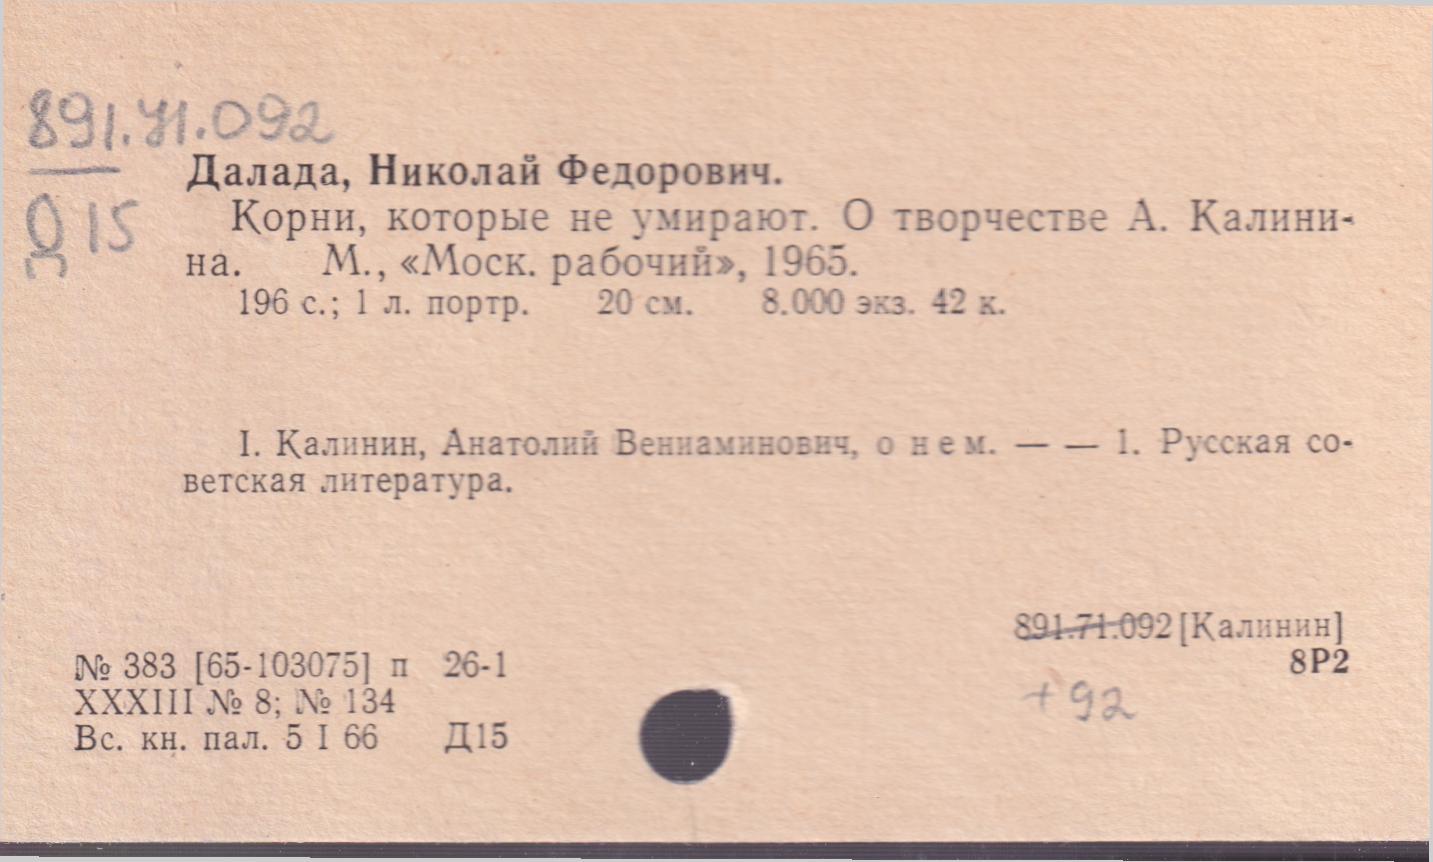 891.71.092
Далада, Николай Федорович.
Д15
Корни, которые не умирают. О творчестве А. Калини-
на. М., «Моск. рабочий», 1965.
196 с.; 1 л. портр. 20 см. 8.000 экз. 42 к.
I. Калинин, Анатолий Вениаминович, о нем. — — 1. Русская со-
ветская литература.
891.71.092 [Калинин]
8Р2
+92
№ 383 [65-103075] п 26-1
XXXIII № 8; № 134
Вс. кн. пал. 5 I 66 Д15